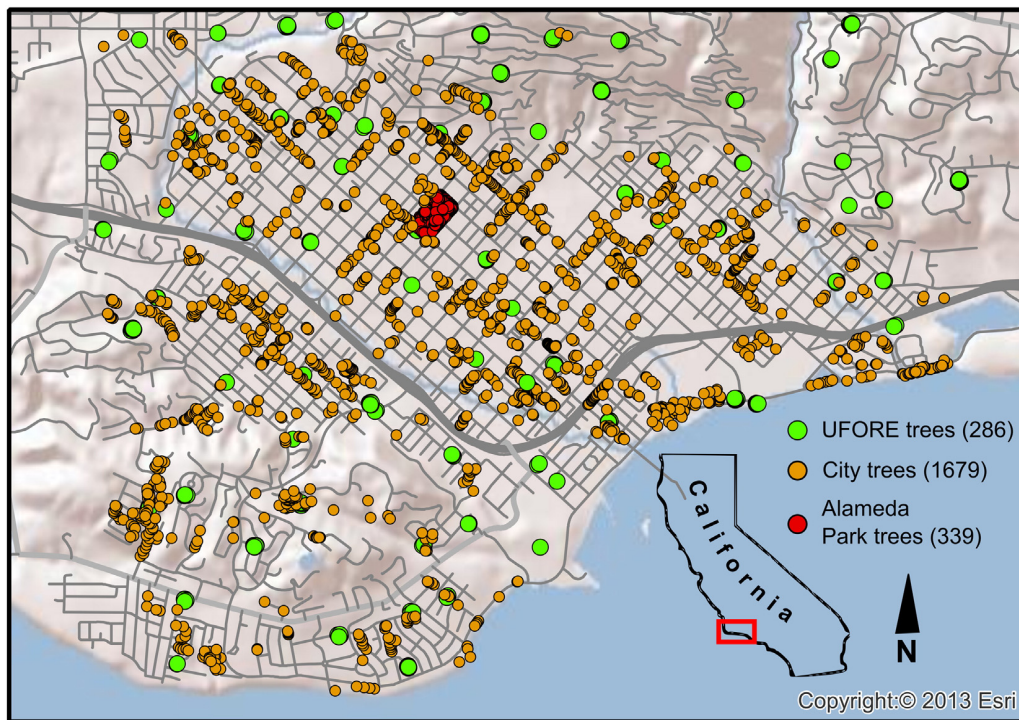 UFORE trees (286)
City trees (1679)
Alameda
Park trees (339)
California
N
Copyright:© 2013 Esri